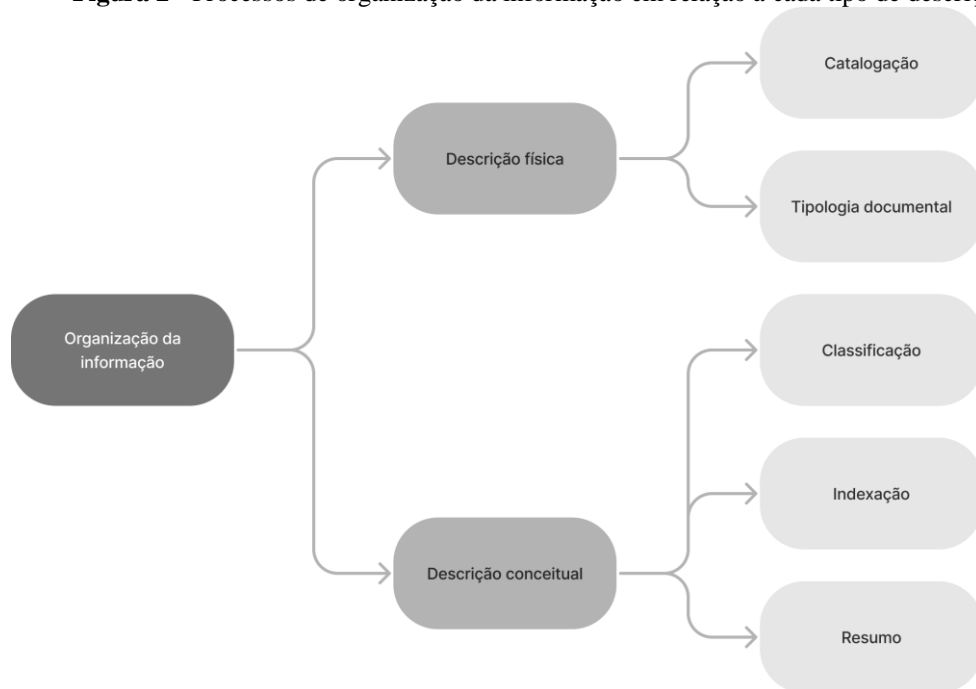 Figura 2 - Processos de organização da informação em relação a cada tipo de
Organização da
informação
Descrição física
Catalogação
Tipologia documental
Descrição conceitual
Classificação
Indexação
Resumo